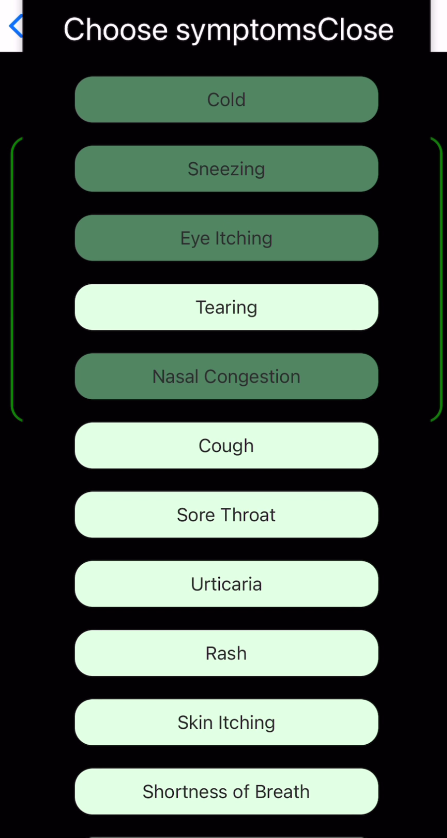 Choose symptomsClose
Cold
Sneezing
Eye Itching
Tearing
Nasal Congestion
Cough
Sore Throat
Urticaria
Rash
Skin Itching
Shortness of Breath